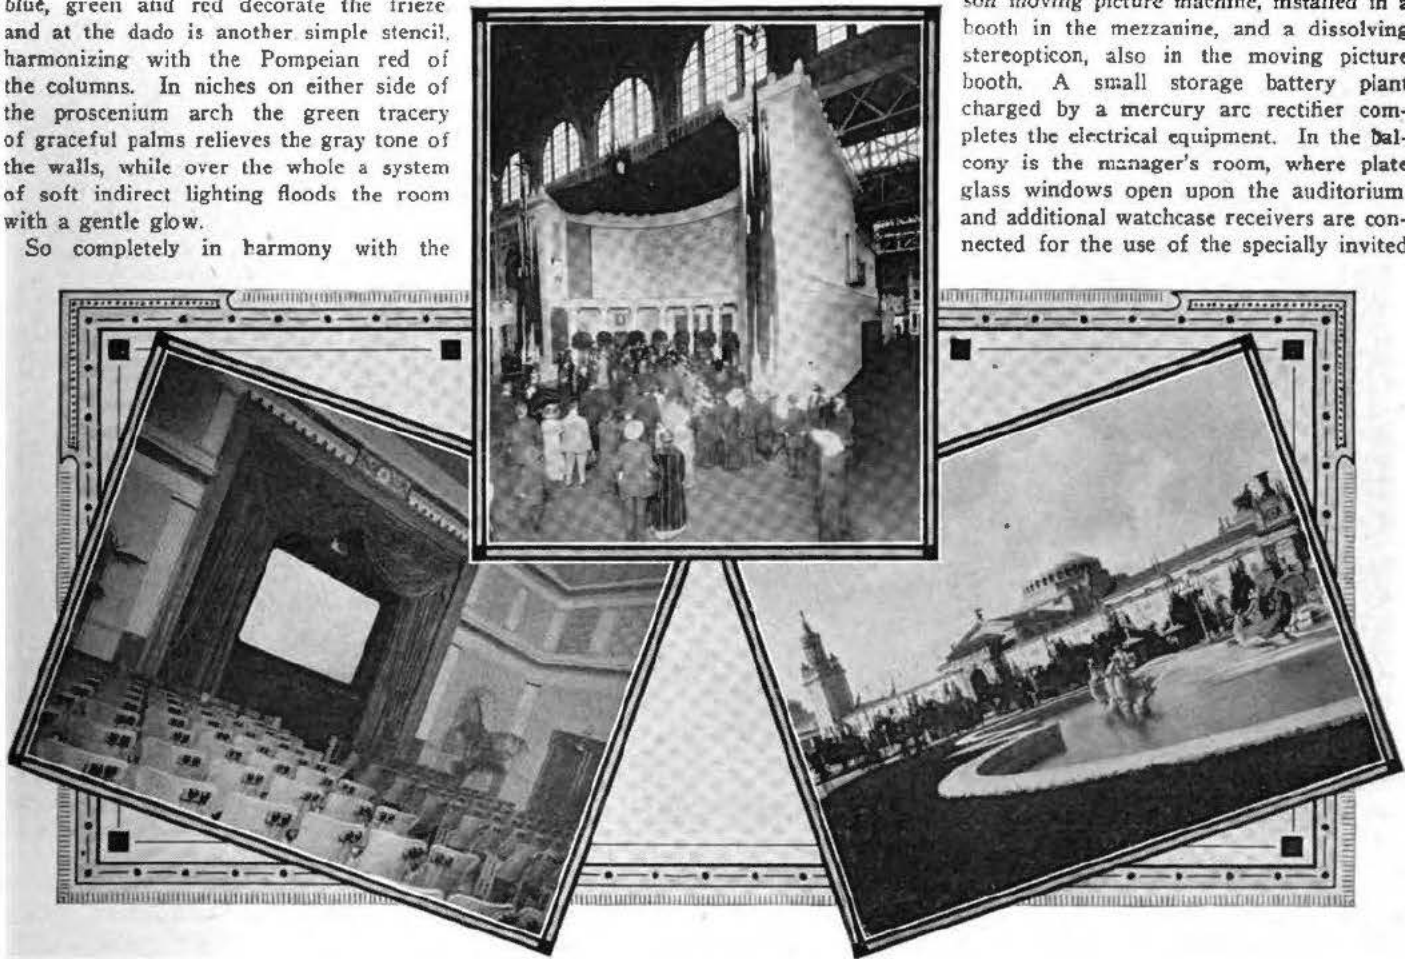 blue, green and red decorate the frieze
and at the dado is another simple stencil,
harmonizing with the Pompeian red of
the columns. In niches on either side of
the proscenium arch the green tracery
of graceful palms relieves the gray tone of
the walls, while over the whole a system
of soft indirect lighting floods the room
with a gentle glow.
So completely in harmony with the
son moving picture machine, installed in a
booth in the mezzanine, and a dissolving
stereopticon, also in the moving picture
booth. A small storage battery plant
charged by a mercury arc rectifier com-
pletes the electrical equipment. In the bal-
cony is the manager's room, where plate
glass windows open upon the auditorium
and additional watchcase receivers are con-
nected for the use of the specially invited